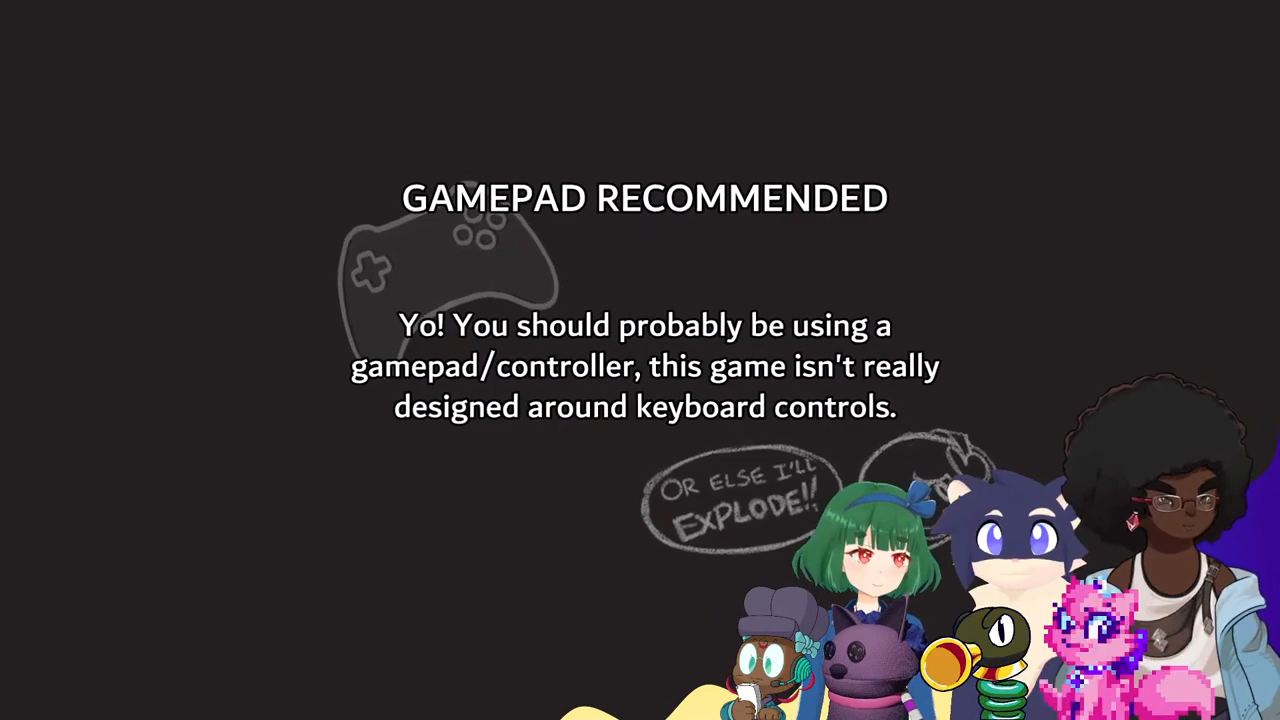 GAMEPAD RECOMMENDED
Yo! You should probably be using a
gamepad/controller, this game isn't really
designed around keyboard controls.
OR ELSE I'LL
EXPLODE!!